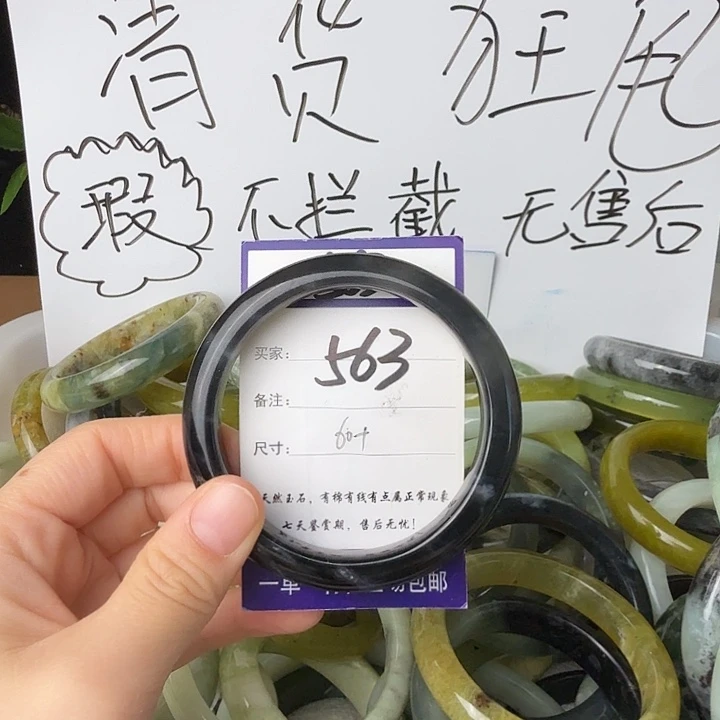 清货 狂甩
瑕 不拦截 无售后
买家: 563
备注:
尺寸: 60+
天然玉石，有棉有线有点属正常现象
七天鉴赏期，售后无忧!